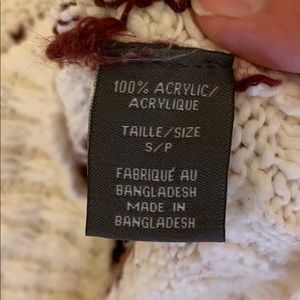 100% ACRYLIC/
ACRYLIQUE
TAILLE/SIZE
S/P
FABRIQUÉ AU
BANGLADESH
MADE IN
BANGLADESH